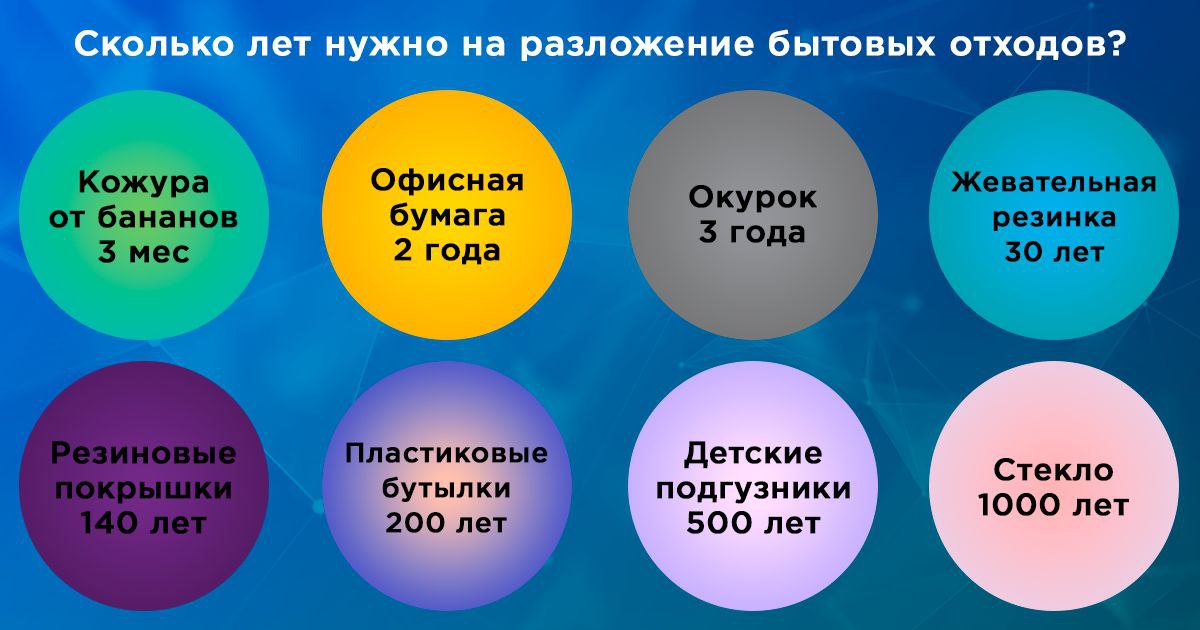 Сколько лет нужно на разложение бытовых отходов?
Кожура
от бананов
3 мес
Офисная
бумага
2 года
Окурок
3 года
Жевательная
резинка
30 лет
Резиновые
покрышки
140 лет
Пластиковые
бутылки
200 лет
Детские
подгузники
500 лет
Стекло
1000 лет